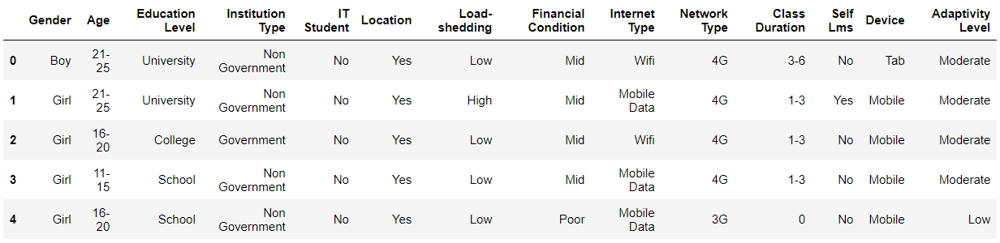 Gender Age Education Level Institution Type IT Student Location Load-shedding Financial Condition Internet Type Network Type Class Duration Self Lms Device Adaptivity Level
0 Boy 21-25 University Non Government No Yes Low Mid Wifi 4G 3-6 No Tab Moderate
1 Girl 21-25 University Non Government No Yes High Mid Mobile Data 4G 1-3 Yes Mobile Moderate
2 Girl 16-20 College Government No Yes Low Mid Wifi 4G 1-3 No Mobile Moderate
3 Girl 11-15 School Non Government No Yes Low Mid Mobile Data 4G 1-3 No Mobile Moderate
4 Girl 16-20 School Non Government No Yes Low Poor Mobile Data 3G 0 No Mobile Low